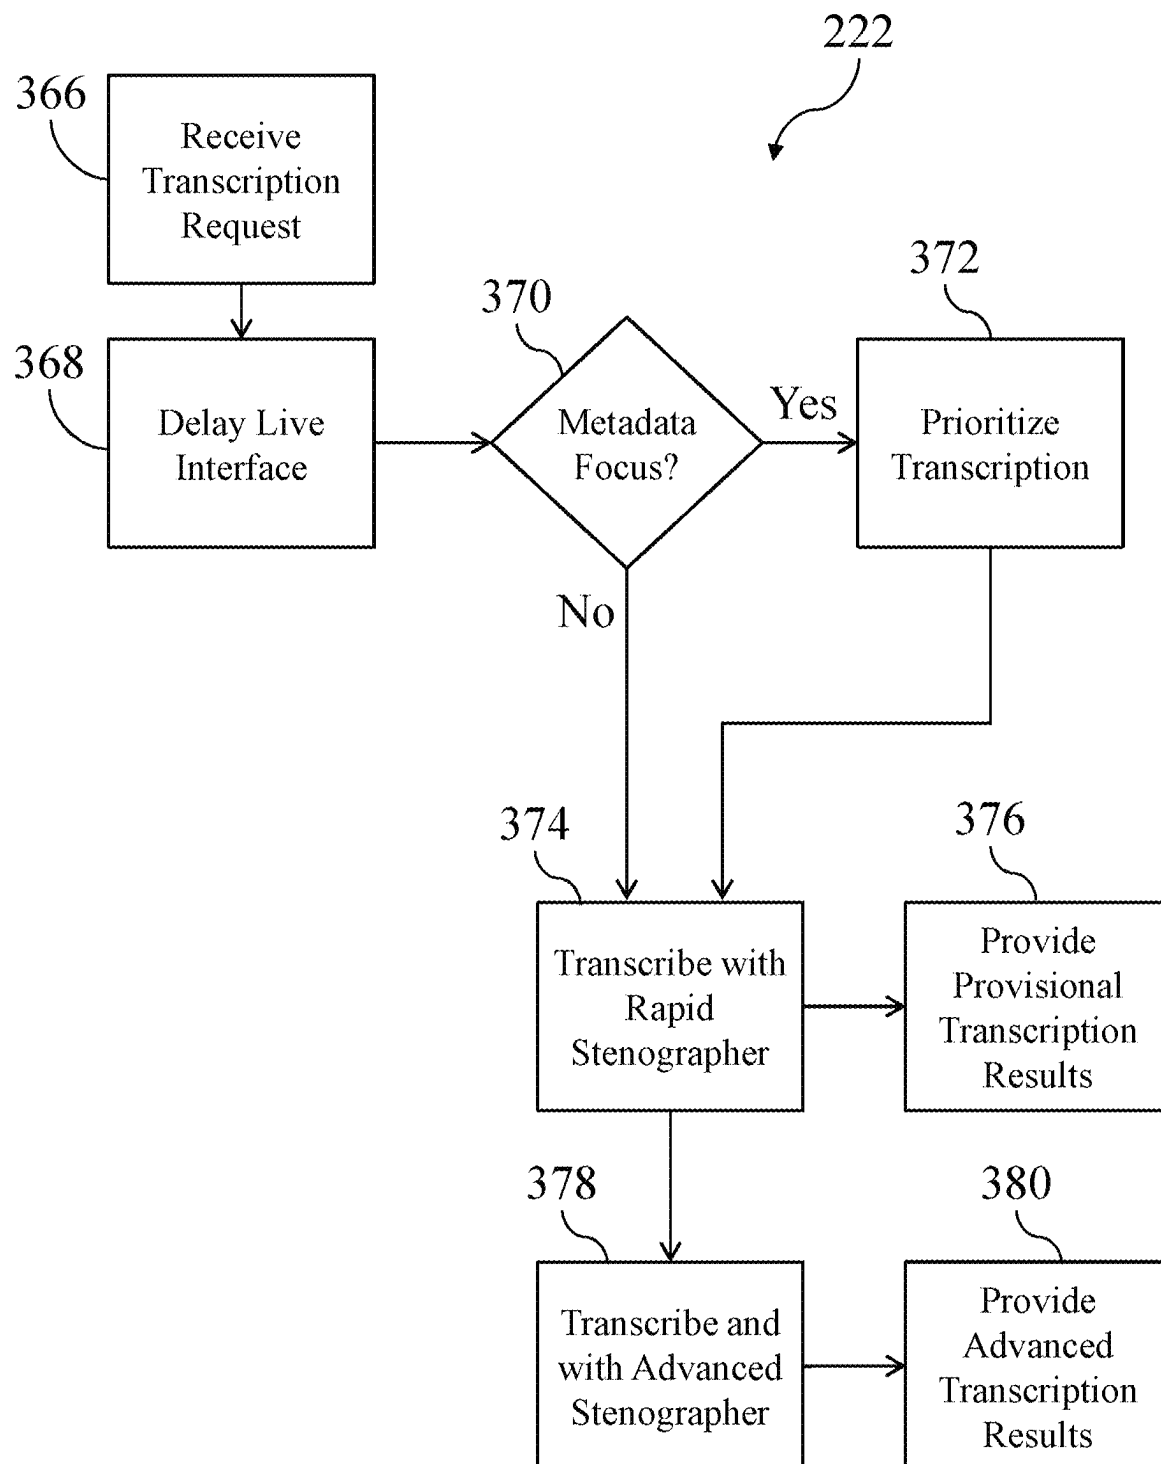 222
366
Receive
Transcription
Request
368
Delay Live
Interface
370
Metadata
Focus?
Yes
372
Prioritize
Transcription
No
374
Transcribe with
Rapid
Stenographer
376
Provide
Provisional
Transcription
Results
378
Transcribe and
with Advanced
Stenographer
380
Provide
Advanced
Transcription
Results